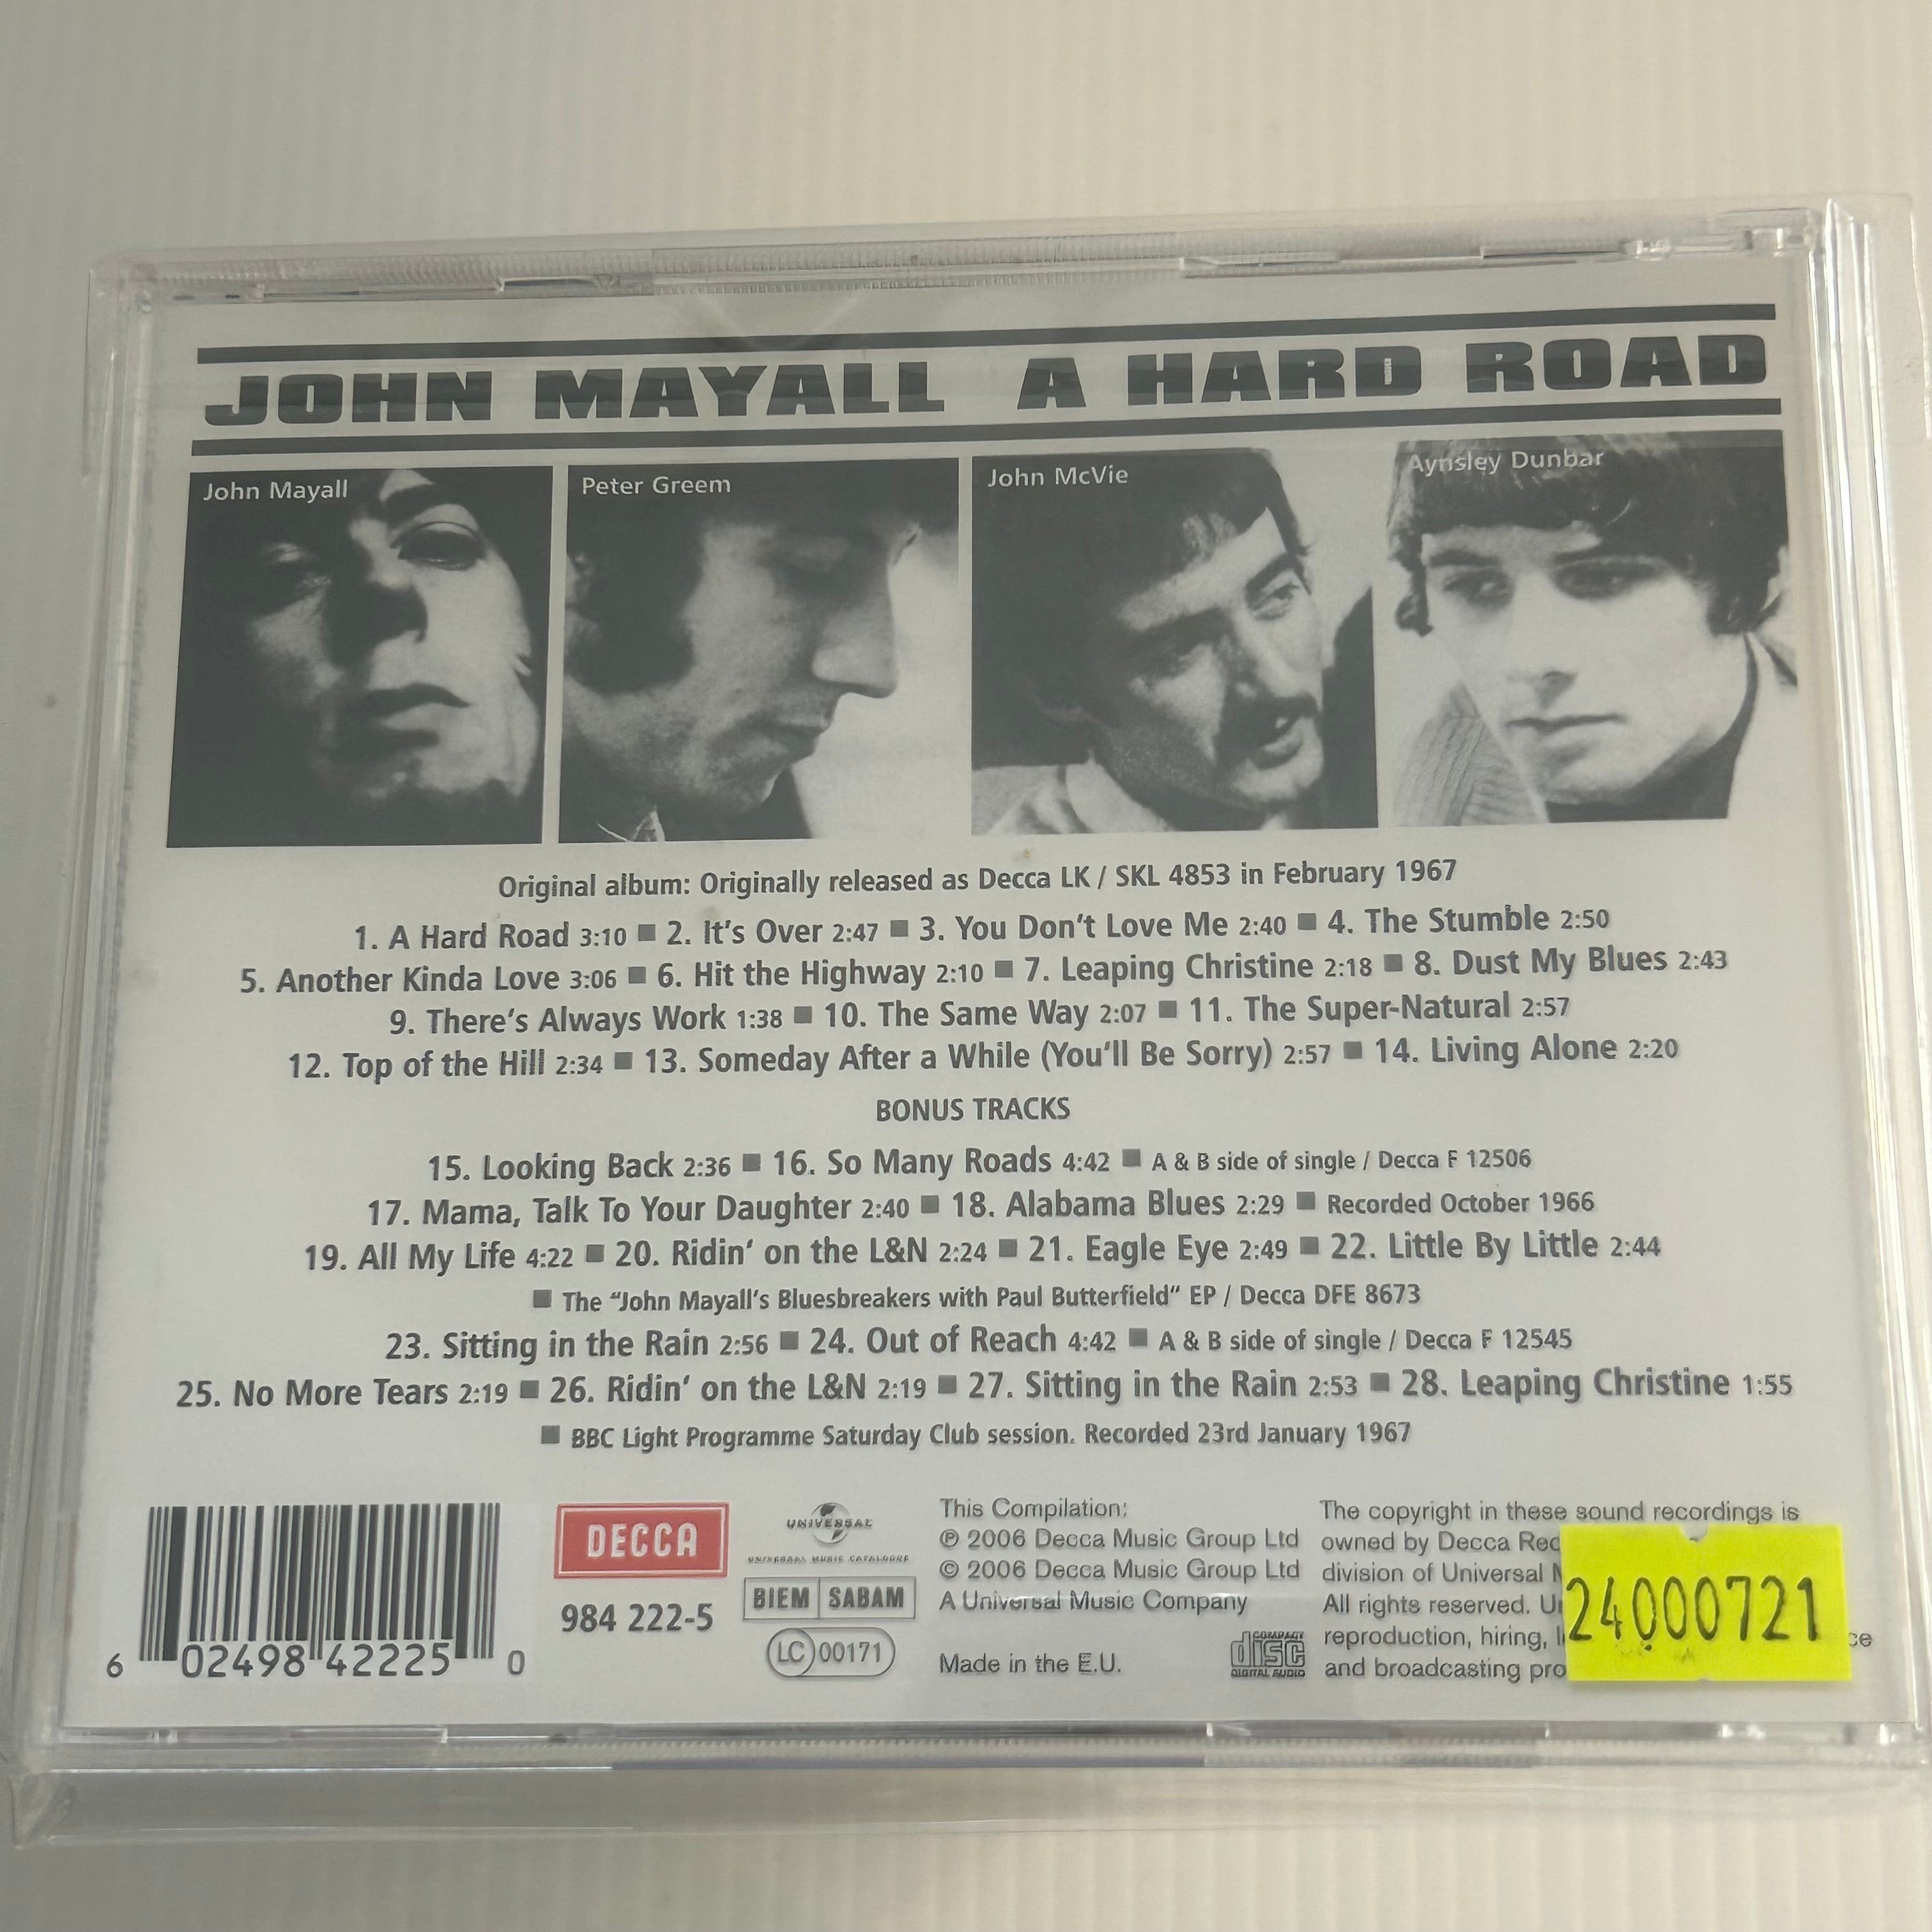 JOHN MAYALL A HARD ROAD
John Mayall
Peter Greem
John McVie
Aynsley Dunbar
Original album: Originally released as Decca LK / SKL 4853 in February 1967
1. A Hard Road 3:10 ■ 2. It's Over 2:47 ■ 3. You Don't Love Me 2:40 ■ 4. The Stumble 2:50
5. Another Kinda Love 3:06 ■ 6. Hit the Highway 2:10 ■ 7. Leaping Christine 2:18 ■ 8. Dust My Blues 2:43
9. There's Always Work 1:38 ■ 10. The Same Way 2:07 ■ 11. The Super-Natural 2:57
12. Top of the Hill 2:34 ■ 13. Someday After a While (You'll Be Sorry) 2:57 ■ 14. Living Alone 2:20
BONUS TRACKS
15. Looking Back 2:36 ■ 16. So Many Roads 4:42 ■ A & B side of single / Decca F 12506
17. Mama, Talk To Your Daughter 2:40 ■ 18. Alabama Blues 2:29 ■ Recorded October 1966
19. All My Life 4:22 ■ 20. Ridin' on the L&N 2:24 ■ 21. Eagle Eye 2:49 ■ 22. Little By Little 2:44
■ The "John Mayall's Bluesbreakers with Paul Butterfield" EP / Decca DFE 8673
23. Sitting in the Rain 2:56 ■ 24. Out of Reach 4:42 ■ A & B side of single / Decca F 12545
25. No More Tears 2:19 ■ 26. Ridin' on the L&N 2:19 ■ 27. Sitting in the Rain 2:53 ■ 28. Leaping Christine 1:55
■ BBC Light Programme Saturday Club session. Recorded 23rd January 1967
6 02498 42225 0
DECCA
984 222-5
UNIVERSAL
UNIVERSAL MUSIC CATALOGUE
BIEM SABAM
LC 00171
This Compilation:
℗ 2006 Decca Music Group Ltd
© 2006 Decca Music Group Ltd
A Universal Music Company
Made in the E.U.
COMPACT
disc
DIGITAL AUDIO
The copyright in these sound recordings is
owned by Decca
division of Universal
All rights reserved.
reproduction, hiring,
and broadcasting
24000721